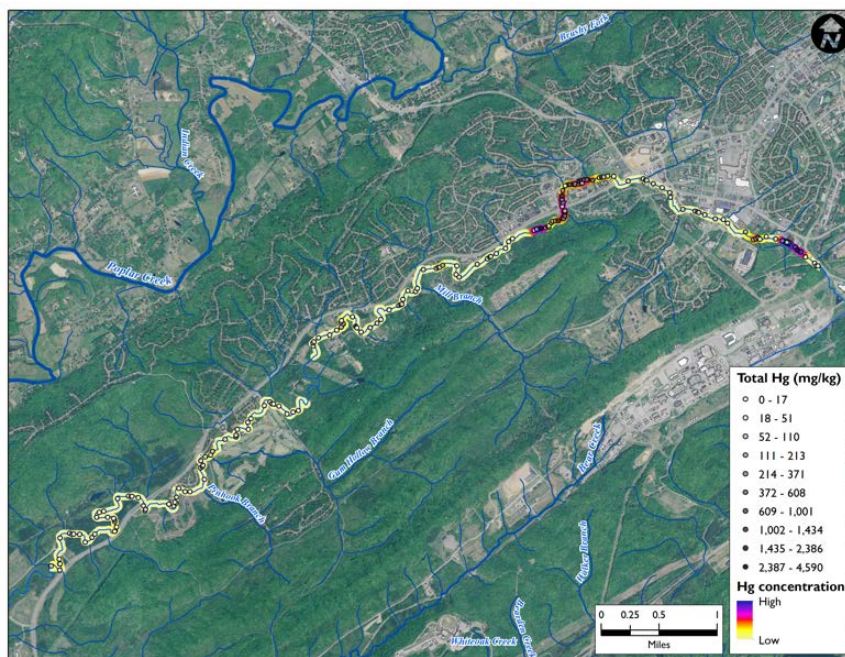 N
Brushy Fork
Indian Creek
Poplar Creek
Mill Branch
Gum Hollow Branch
Pinhook Branch
Bear Creek
Hither Branch
Bearden Creek
Whiteoak Creek
Total Hg (mg/kg)
0 - 17
18 - 51
52 - 110
111 - 213
214 - 371
372 - 608
609 - 1,001
1,002 - 1,434
1,435 - 2,386
2,387 - 4,590
Hg concentration
High
Low
0 0.25 0.5 1
Miles